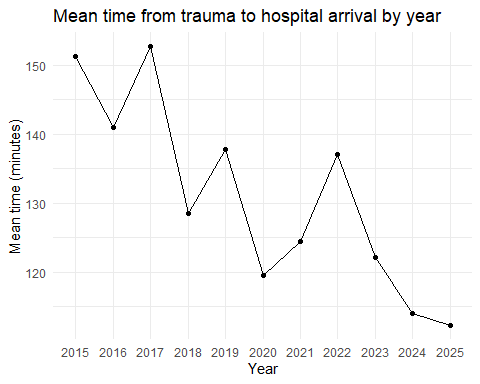 Mean time from trauma to hospital arrival by year
Mean time (minutes)
150
140
130
120
2015 2016 2017 2018 2019 2020 2021 2022 2023 2024 2025
Year